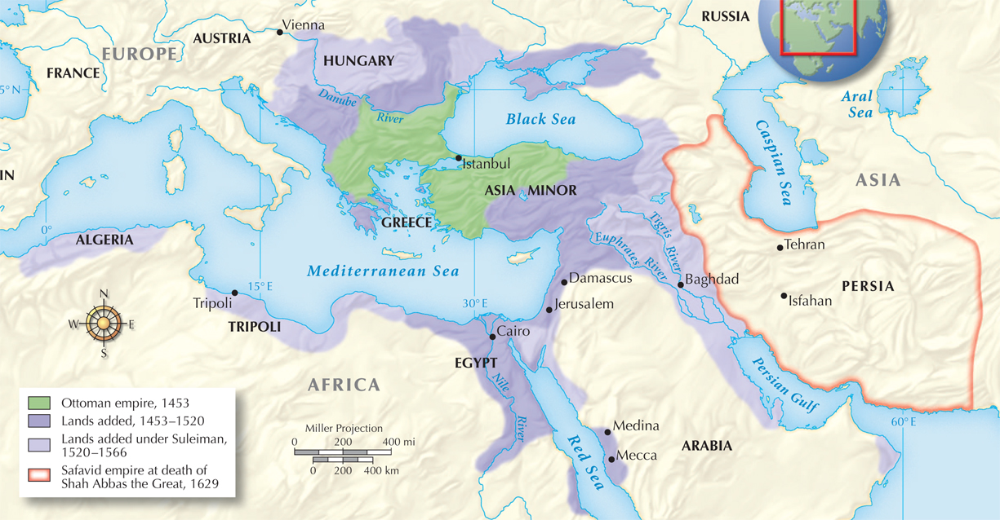 RUSSIA
Vienna
AUSTRIA
EUROPE
HUNGARY
FRANCE
5°N
Danube
River
Black Sea
Aral
Sea
Caspian Sea
IN
Istanbul
ASIA
ASIA MINOR
GREECE
0°
ALGERIA
Tigris
River
Euphrates
River
Tehran
Mediterranean Sea
Damascus
Baghdad
PERSIA
15°E
Tripoli
30°E
Jerusalem
Isfahan
N
W
E
S
TRIPOLI
Cairo
EGYPT
AFRICA
Nile
River
Persian Gulf
60°E
Ottoman empire, 1453
Lands added, 1453–1520
Lands added under Suleiman,
1520–1566
Safavid empire at death of
Shah Abbas the Great, 1629
Miller Projection
0 200 400 mi
0 200 400 km
Medina
Mecca
Red Sea
ARABIA